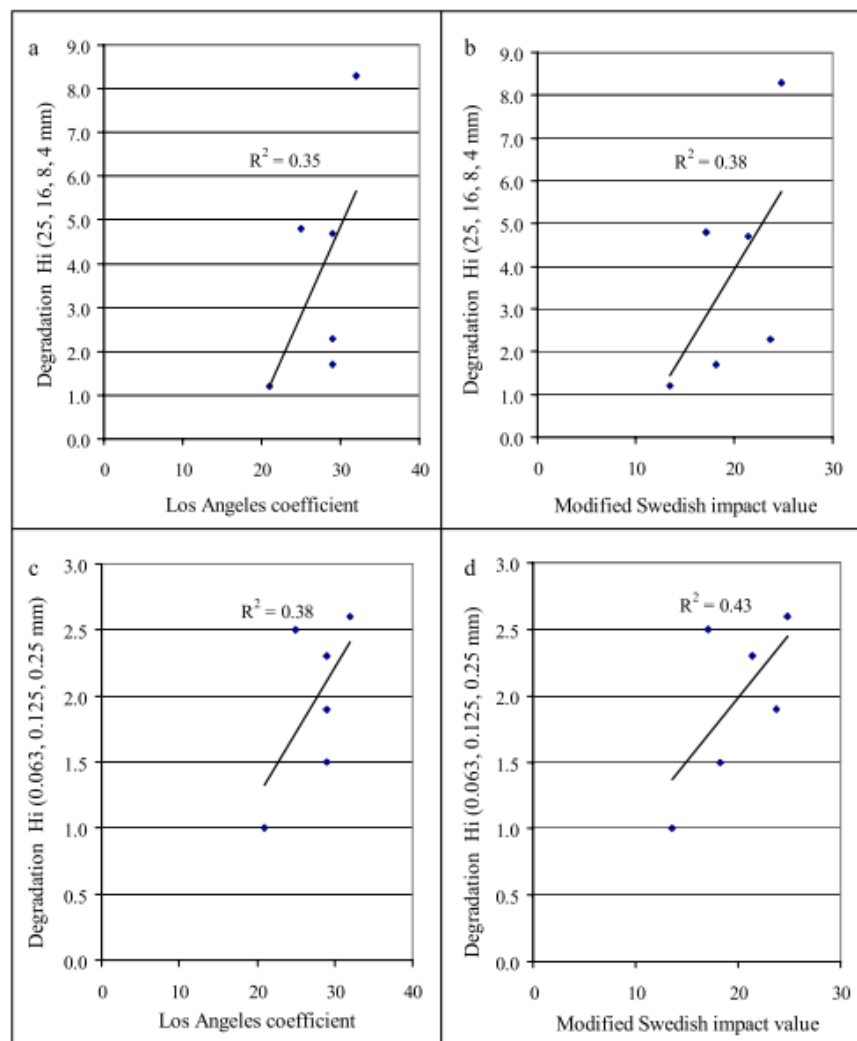 a
Degradation Hi (25, 16, 8, 4 mm)
9.0
8.0
7.0
6.0
5.0
4.0
3.0
2.0
1.0
0.0
R² = 0.35
0 10 20 30 40
Los Angeles coefficient
b
Degradation Hi (25, 16, 8, 4 mm)
9.0
8.0
7.0
6.0
5.0
4.0
3.0
2.0
1.0
0.0
R² = 0.38
0 10 20 30
Modified Swedish impact value
c
Degradation Hi (0.063, 0.125, 0.25 mm)
3.0
2.5
2.0
1.5
1.0
0.5
0.0
R² = 0.38
0 10 20 30 40
Los Angeles coefficient
d
Degradation Hi (0.063, 0.125, 0.25 mm)
3.0
2.5
2.0
1.5
1.0
0.5
0.0
R² = 0.43
0 10 20 30
Modified Swedish impact value